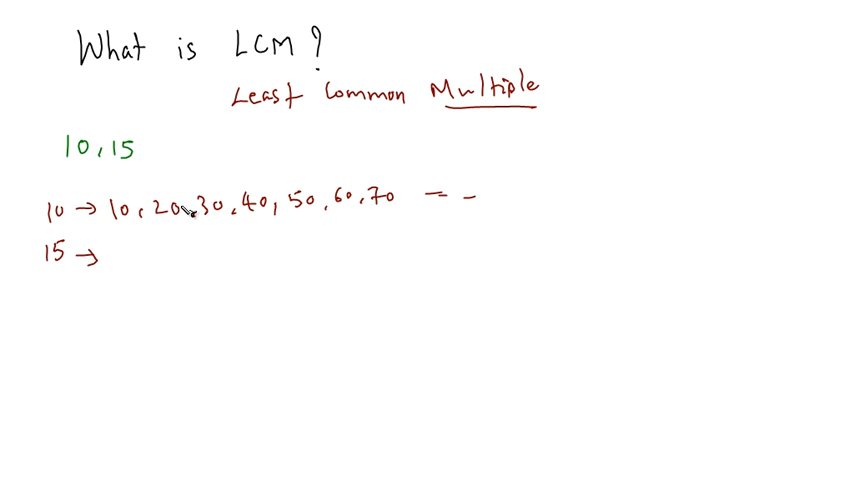 What is LCM?
Least Common Multiple
10, 15
10 → 10, 20, 30, 40, 50, 60, 70 - -
15 →